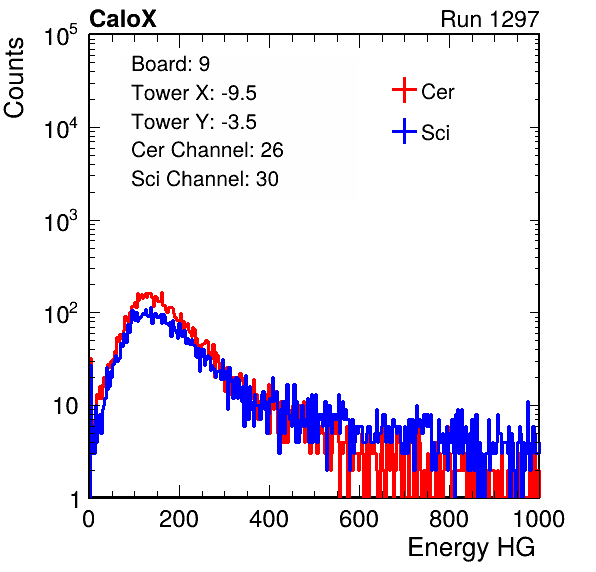 CaloX Run 1297
Board: 9
Tower X: -9.5
Tower Y: -3.5
Cer Channel: 26
Sci Channel: 30
Cer
Sci
Counts
10^5
10^4
10^3
10^2
10
1
0 200 400 600 800 1000
Energy HG